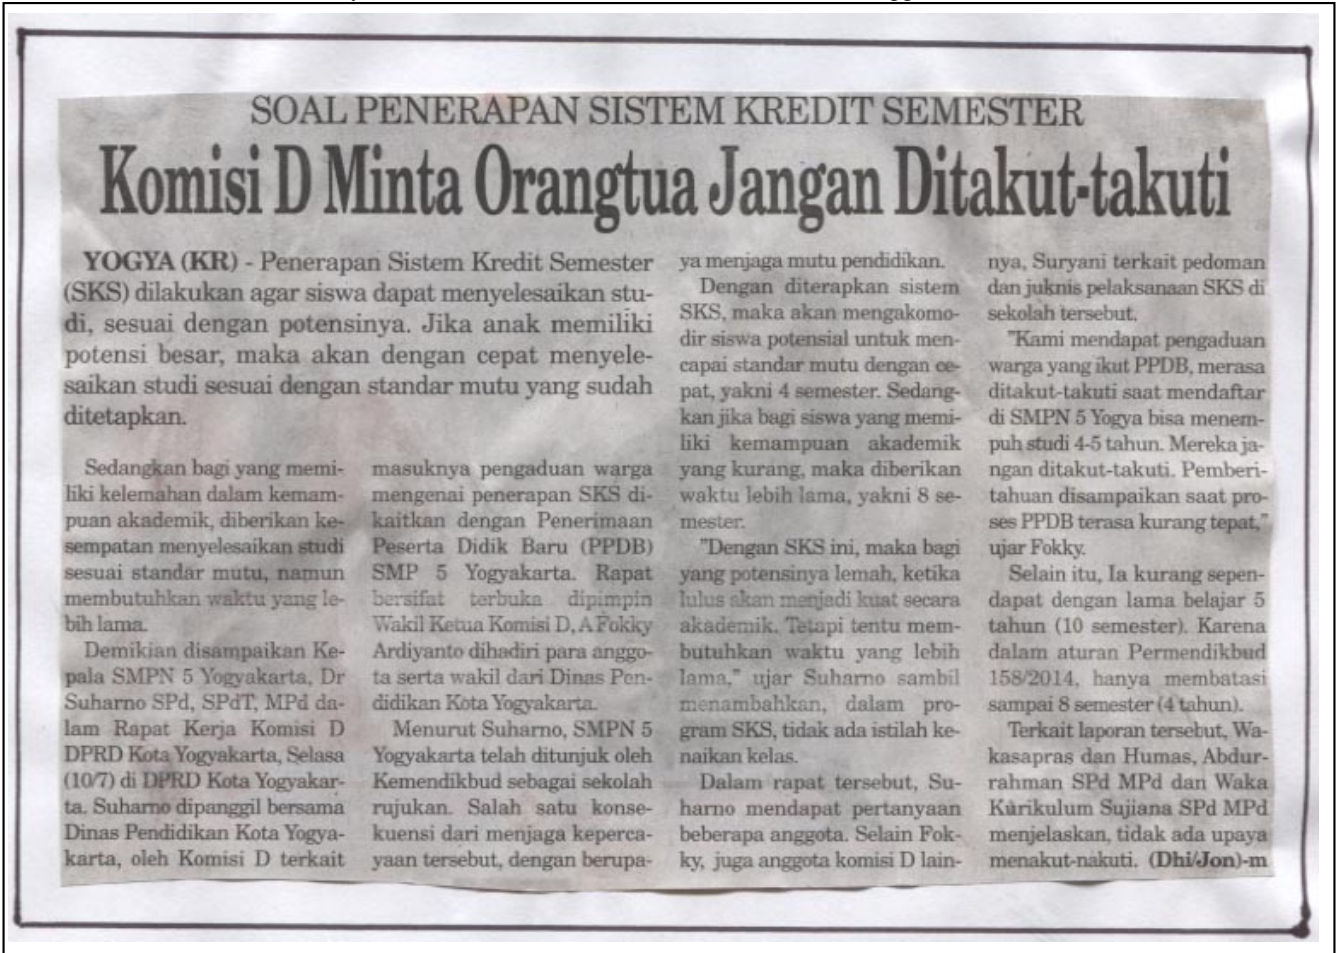 SOAL PENERAPAN SISTEM KREDIT SEMESTER
Komisi D Minta Orangtua Jangan Ditakut-takuti
YOGYA (KR) - Penerapan Sistem Kredit Semester
(SKS) dilakukan agar siswa dapat menyelesaikan stu-
di, sesuai dengan potensinya. Jika anak memiliki
potensi besar, maka akan dengan cepat menyele-
saikan studi sesuai dengan standar mutu yang sudah
ditetapkan.
Sedangkan bagi yang memi-
liki kelemahan dalam kemam-
puan akademik, diberikan ke-
sempatan menyelesaikan studi
sesuai standar mutu, namun
membutuhkan waktu yang le-
bih lama.
Demikian disampaikan Ke-
pala SMPN 5 Yogyakarta, Dr
Suharno SPd, SPdT, MPd da-
lam Rapat Kerja Komisi D
DPRD Kota Yogyakarta, Selasa
(10/7) di DPRD Kota Yogyakar-
ta. Suharno dipanggil bersama
Dinas Pendidikan Kota Yogya-
karta, oleh Komisi D terkait
masuknya pengaduan warga
mengenai penerapan SKS di-
kaitkan dengan Penerimaan
Peserta Didik Baru (PPDB)
SMP 5 Yogyakarta. Rapat
bersifat terbuka dipimpin
Wakil Ketua Komisi D, A Fokky
Ardiyanto dihadiri para anggo-
ta serta wakil dari Dinas Pen-
didikan Kota Yogyakarta.
Menurut Suharno, SMPN 5
Yogyakarta telah ditunjuk oleh
Kemendikbud sebagai sekolah
rujukan. Salah satu konse-
kuensi dari menjaga keperca-
yaan tersebut, dengan berupa-
ya menjaga mutu pendidikan.
Dengan diterapkan sistem
SKS, maka akan mengakomo-
dir siswa potensial untuk men-
capai standar mutu dengan ce-
pat, yakni 4 semester. Sedang-
kan jika bagi siswa yang memi-
liki kemampuan akademik
yang kurang, maka diberikan
waktu lebih lama, yakni 8 se-
mester.
"Dengan SKS ini, maka bagi
yang potensinya lemah, ketika
lulus akan menjadi kuat secara
akademik. Tetapi tentu mem-
butuhkan waktu yang lebih
lama," ujar Suharno sambil
menambahkan, dalam pro-
gram SKS, tidak ada istilah ke-
naikan kelas.
Dalam rapat tersebut, Su-
harno mendapat pertanyaan
beberapa anggota. Selain Fok-
ky, juga anggota komisi D lain-
nya, Suryani terkait pedoman
dan juknis pelaksanaan SKS di
sekolah tersebut.
"Kami mendapat pengaduan
warga yang ikut PPDB, merasa
ditakut-takuti saat mendaftar
di SMPN 5 Yogya bisa menem-
puh studi 4-5 tahun. Mereka ja-
ngan ditakut-takuti. Pemberi-
tahuan disampaikan saat pro-
ses PPDB terasa kurang tepat,"
ujar Fokky.
Selain itu, Ia kurang sepen-
dapat dengan lama belajar 5
tahun (10 semester). Karena
dalam aturan Permendikbud
158/2014, hanya membatasi
sampai 8 semester (4 tahun).
Terkait laporan tersebut, Wa-
kasapras dan Humas, Abdur-
rahman SPd MPd dan Waka
Kurikulum Sujiana SPd MPd
menjelaskan, tidak ada upaya
menakut-nakuti. (Dhi/Jon)-m